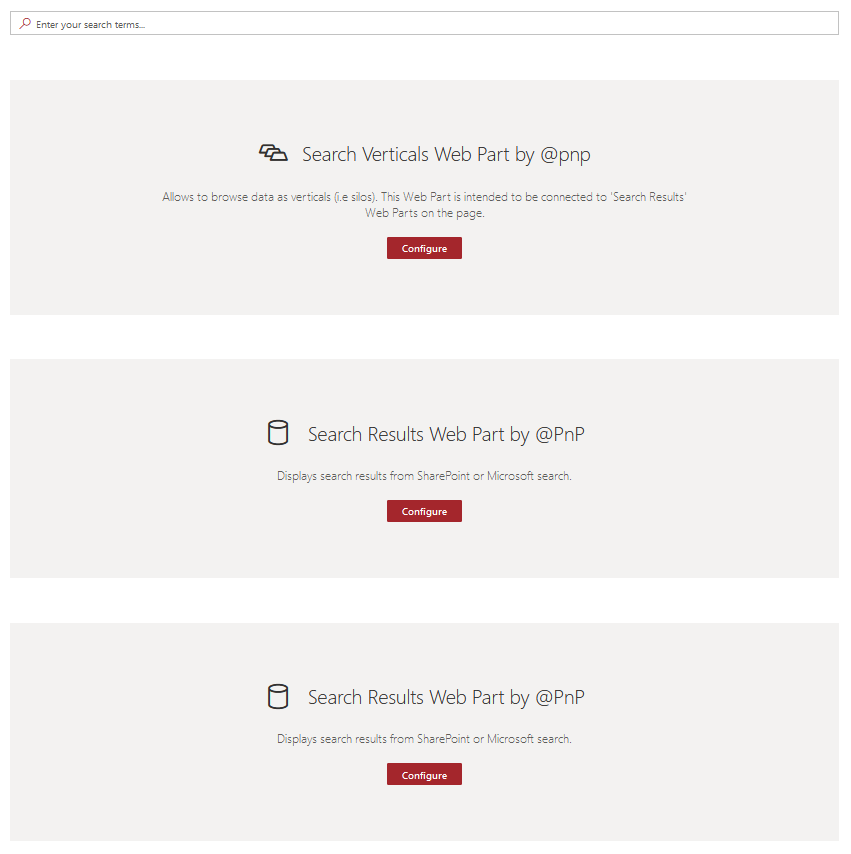 Enter your search terms...
Search Verticals Web Part by @pnp
Allows to browse data as verticals (i.e silos). This Web Part is intended to be connected to 'Search Results'
Web Parts on the page.
Configure
Search Results Web Part by @PnP
Displays search results from SharePoint or Microsoft search.
Configure
Search Results Web Part by @PnP
Displays search results from SharePoint or Microsoft search.
Configure